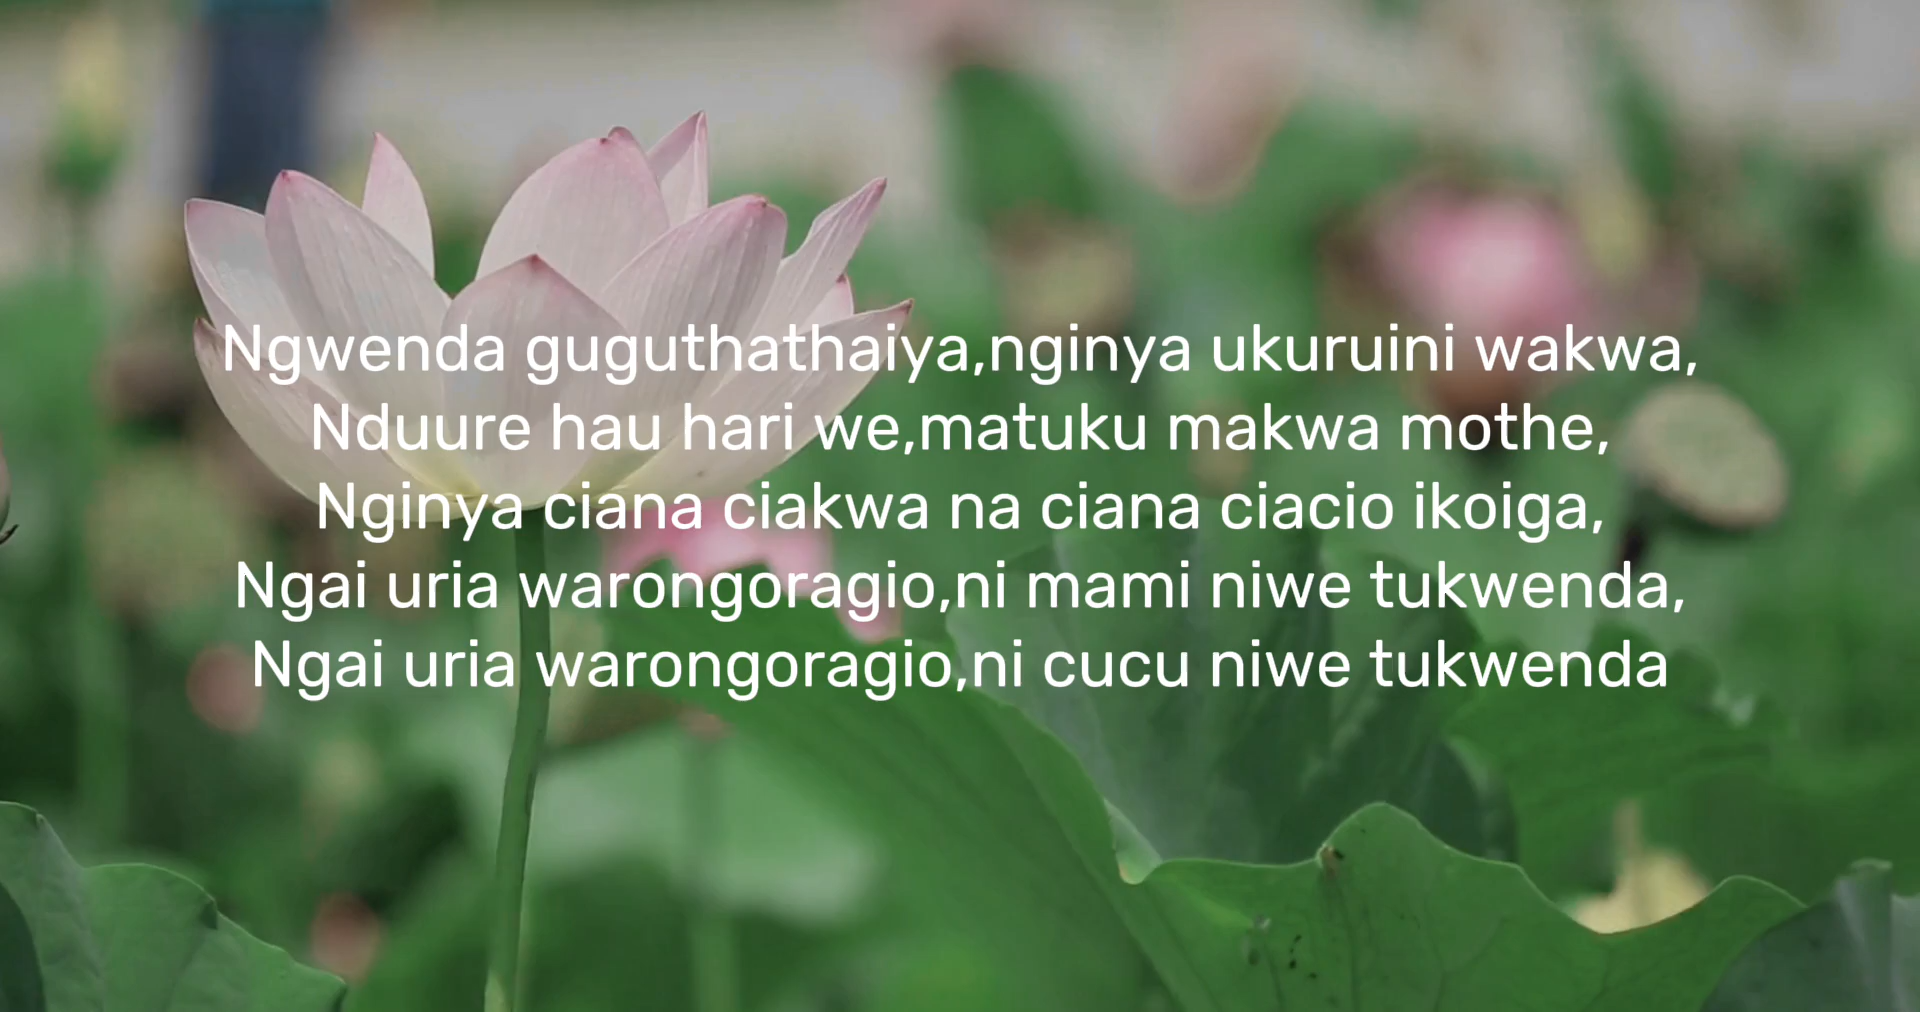 Ngwenda guguthathaiya,nginya ukuruini wakwa,
Nduure hau hari we,matuku makwa mothe,
Nginya ciana ciakwa na ciana ciacio ikoiga,
Ngai uria warongoragio,ni mami niwe tukwenda,
Ngai uria warongoragio,ni cucu niwe tukwenda